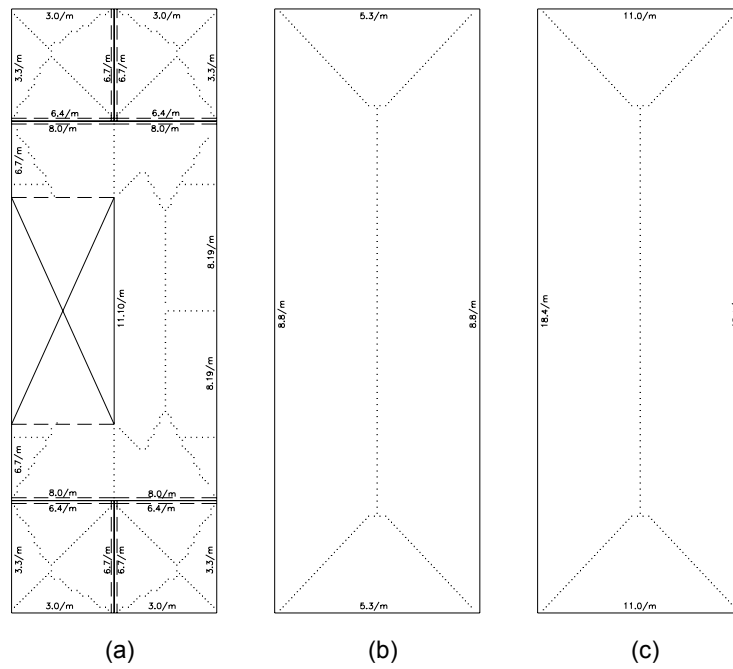 3.0/m 3.0/m
3.3/m 6.7/m 6.7/m 3.3/m
6.4/m 6.4/m
8.0/m 8.0/m
6.7/m
11.10/m
8.19/m
8.19/m
6.7/m
8.0/m 8.0/m
6.4/m 6.4/m
3.3/m 6.7/m 6.7/m 3.3/m
3.0/m 3.0/m
(a)
5.3/m
8.8/m 8.8/m
5.3/m
(b)
11.0/m
18.4/m
11.0/m
(c)